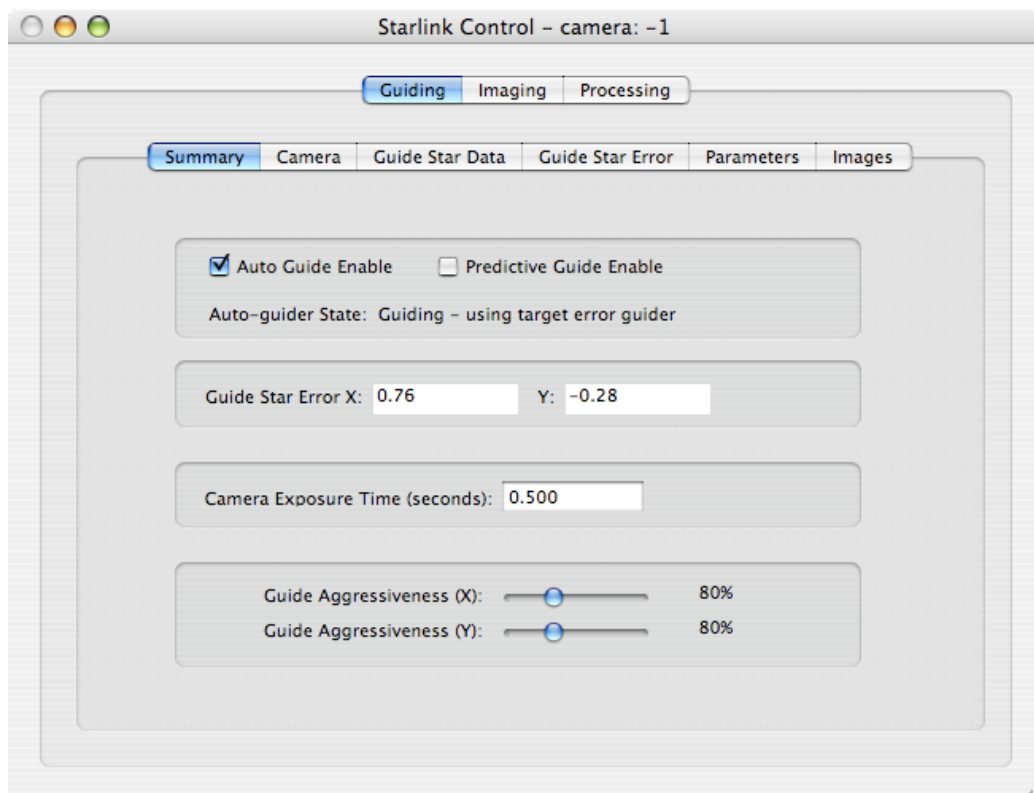 Starlink Control – camera: -1
Guiding Imaging Processing
Summary Camera Guide Star Data Guide Star Error Parameters Images
Auto Guide Enable Predictive Guide Enable
Auto-guider State: Guiding – using target error guider
Guide Star Error X: 0.76 Y: -0.28
Camera Exposure Time (seconds): 0.500
Guide Aggressiveness (X): 80%
Guide Aggressiveness (Y): 80%